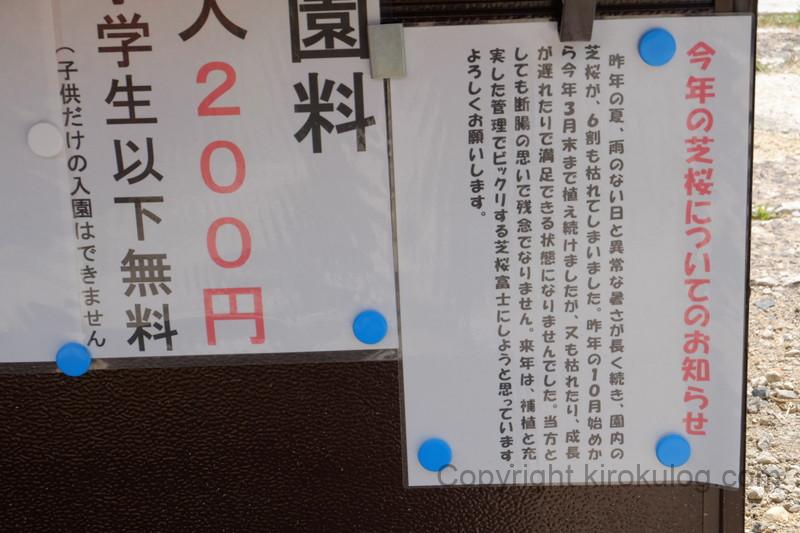 今年の芝桜についてのお知らせ
昨年の夏、雨のない日と異常な暑さが長く続き、園内の
芝桜が、6割も枯れてしまいました。昨年の10月始めか
ら今年3月末まで植え続けましたが、又も枯れたり、成長
が遅れたりで満足できる状態になりませんでした。当方と
しても断腸の思いで残念でなりません。来年は、補植と充
実した管理でビックリする芝桜富士にしようと思っています
よろしくお願いします。
園料
人200円
学生以下無料
（子供だけの入園はできません
Copyright kirokulog.com